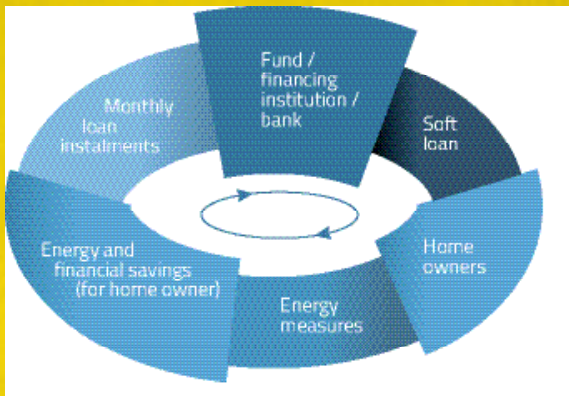 Fund /
financing
institution /
bank
Soft
loan
Home
owners
Energy
measures
Energy and
financial savings
(for home owner)
Monthly
loan
instalments